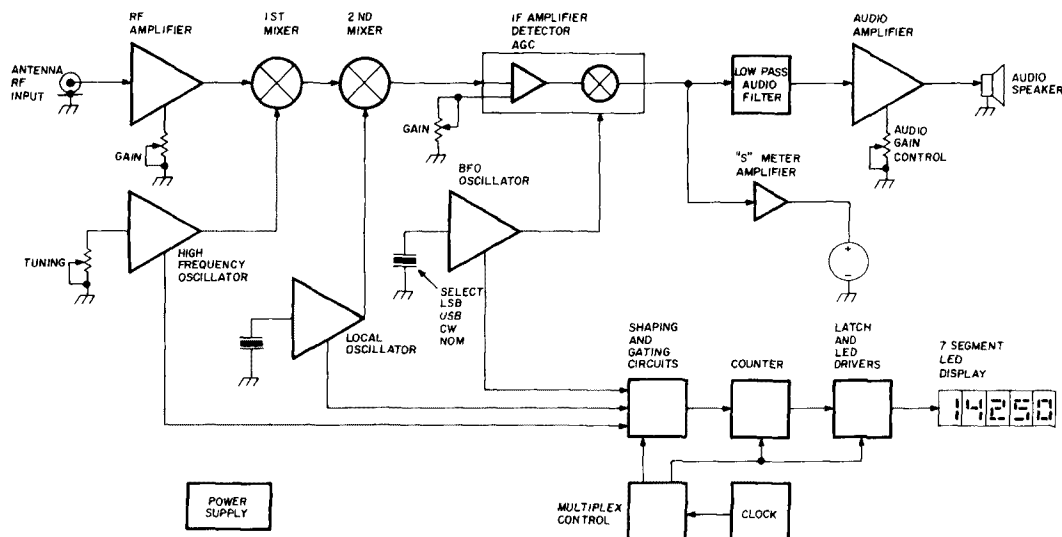 RF
AMPLIFIER
1ST
MIXER
2 ND
MIXER
IF AMPLIFIER
DETECTOR
AGC
AUDIO
AMPLIFIER
ANTENNA
RF
INPUT
LOW PASS
AUDIO
FILTER
AUDIO
SPEAKER
GAIN
GAIN
AUDIO
GAIN
CONTROL
"S" METER
AMPLIFIER
BFO
OSCILLATOR
TUNING
HIGH
FREQUENCY
OSCILLATOR
+
-
SELECT
LSB
USB
CW
NOM
LOCAL
OSCILLATOR
SHAPING
AND
GATING
CIRCUITS
COUNTER
LATCH
AND
LED
DRIVERS
7 SEGMENT
LED
DISPLAY
14250
POWER
SUPPLY
MULTIPLEX
CONTROL
CLOCK